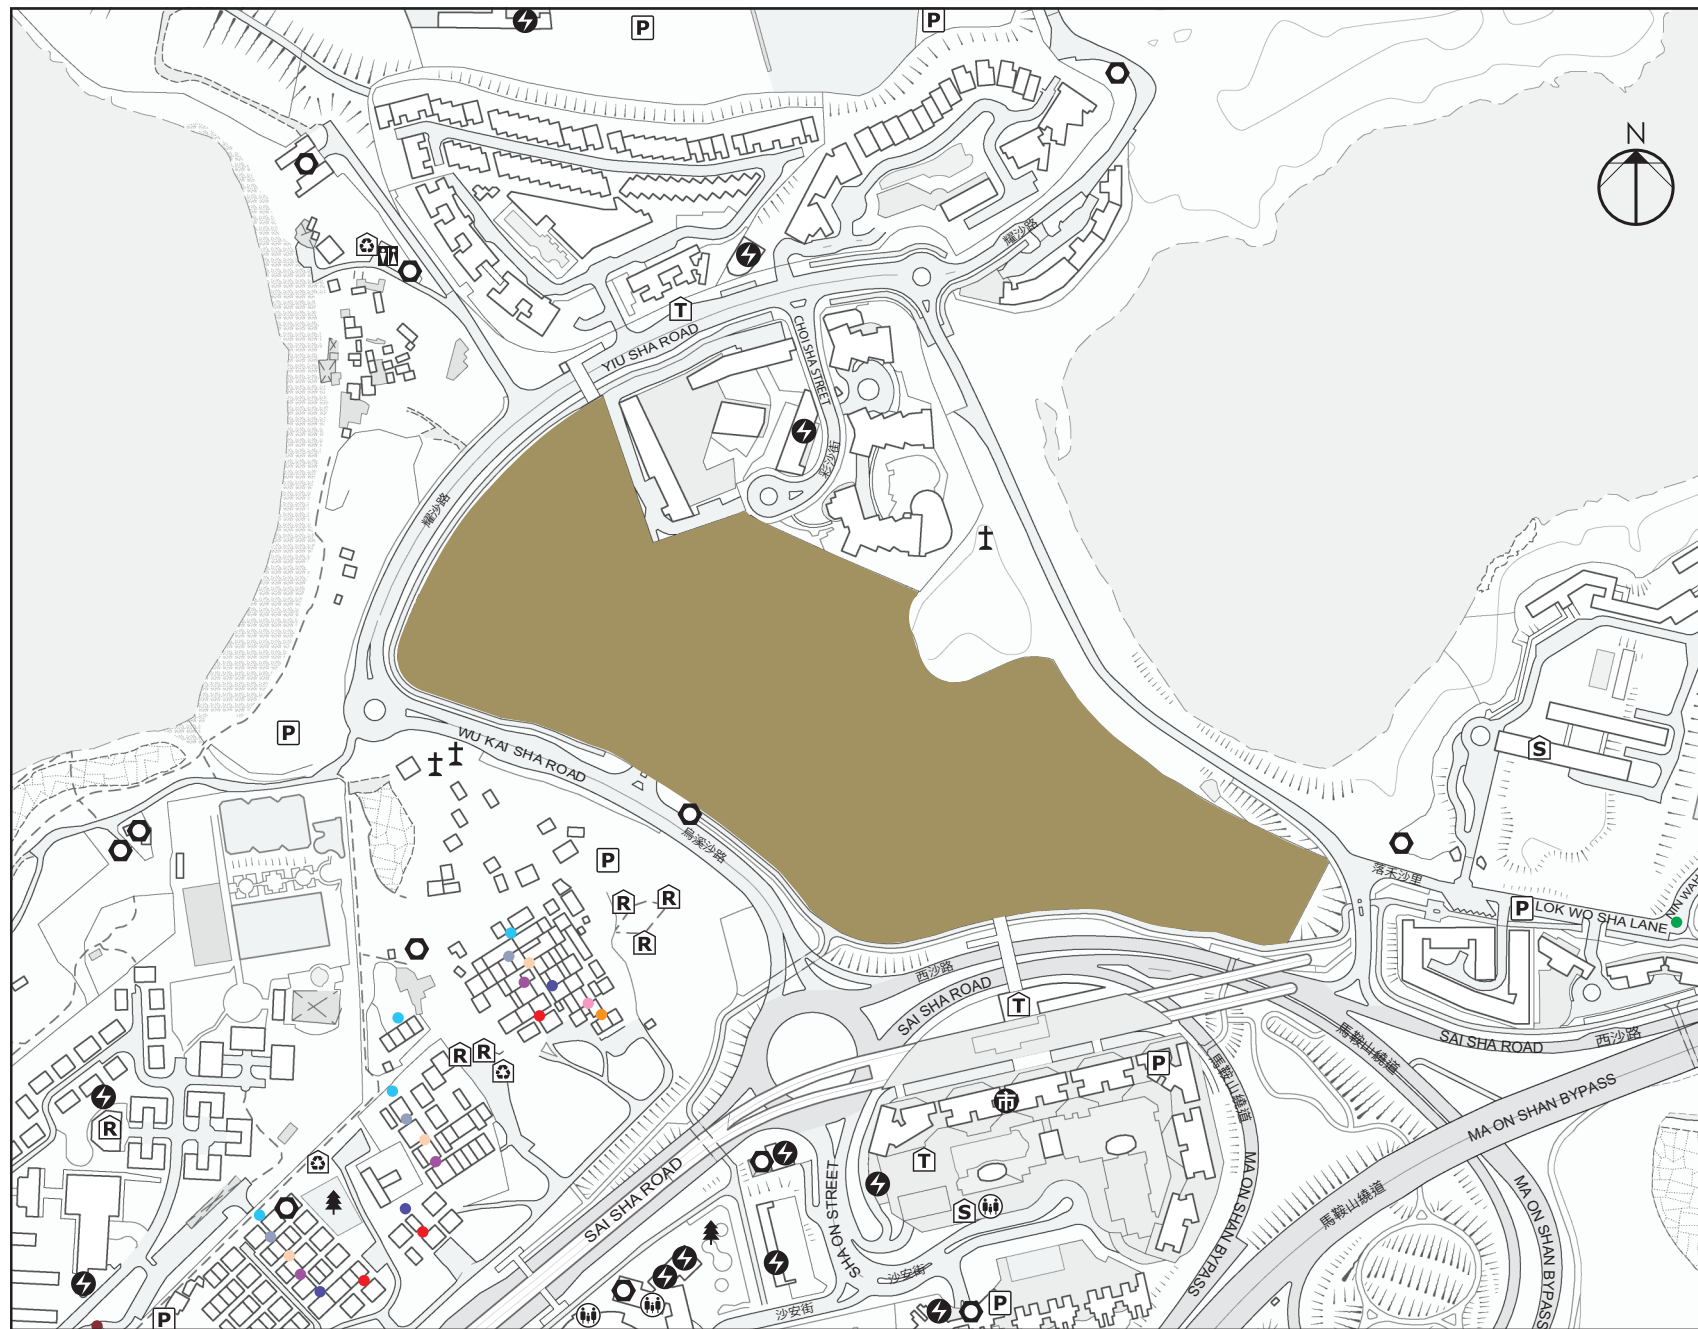 P
P
N
耀沙路
T
YIU SHA ROAD
CHOI SHA STREET
彩沙街
耀沙路
P
WU KAI SHA ROAD
S
烏溪沙路
P
落禾沙里
R
R
P
LOK WO SHA LANE
NIN WAH
R
西沙路
SAI SHA ROAD
T
馬鞍山繞道
SAI SHA ROAD
西沙路
R
R
P
馬鞍山繞道
MA ON SHAN BYPASS
R
T
SAI SHA ROAD
SHA ON STREET
MA ON SHAN BYPASS
馬鞍山繞道
MA ON SHAN BYPASS
S
沙安街
沙安街
P
P